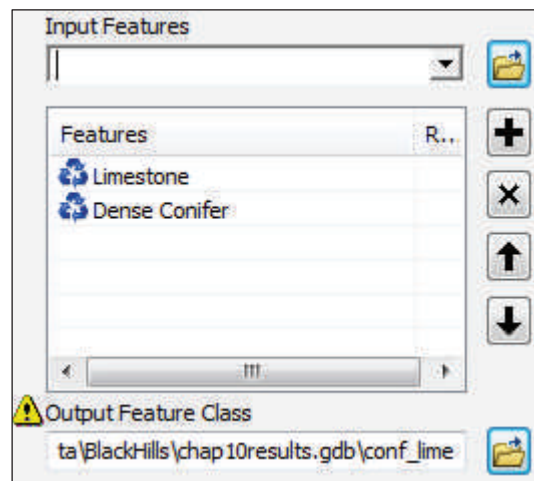 Input Features
Features R..
Limestone
Dense Conifer
Output Feature Class
ta\BlackHills\chap10results.gdb\conf_lime